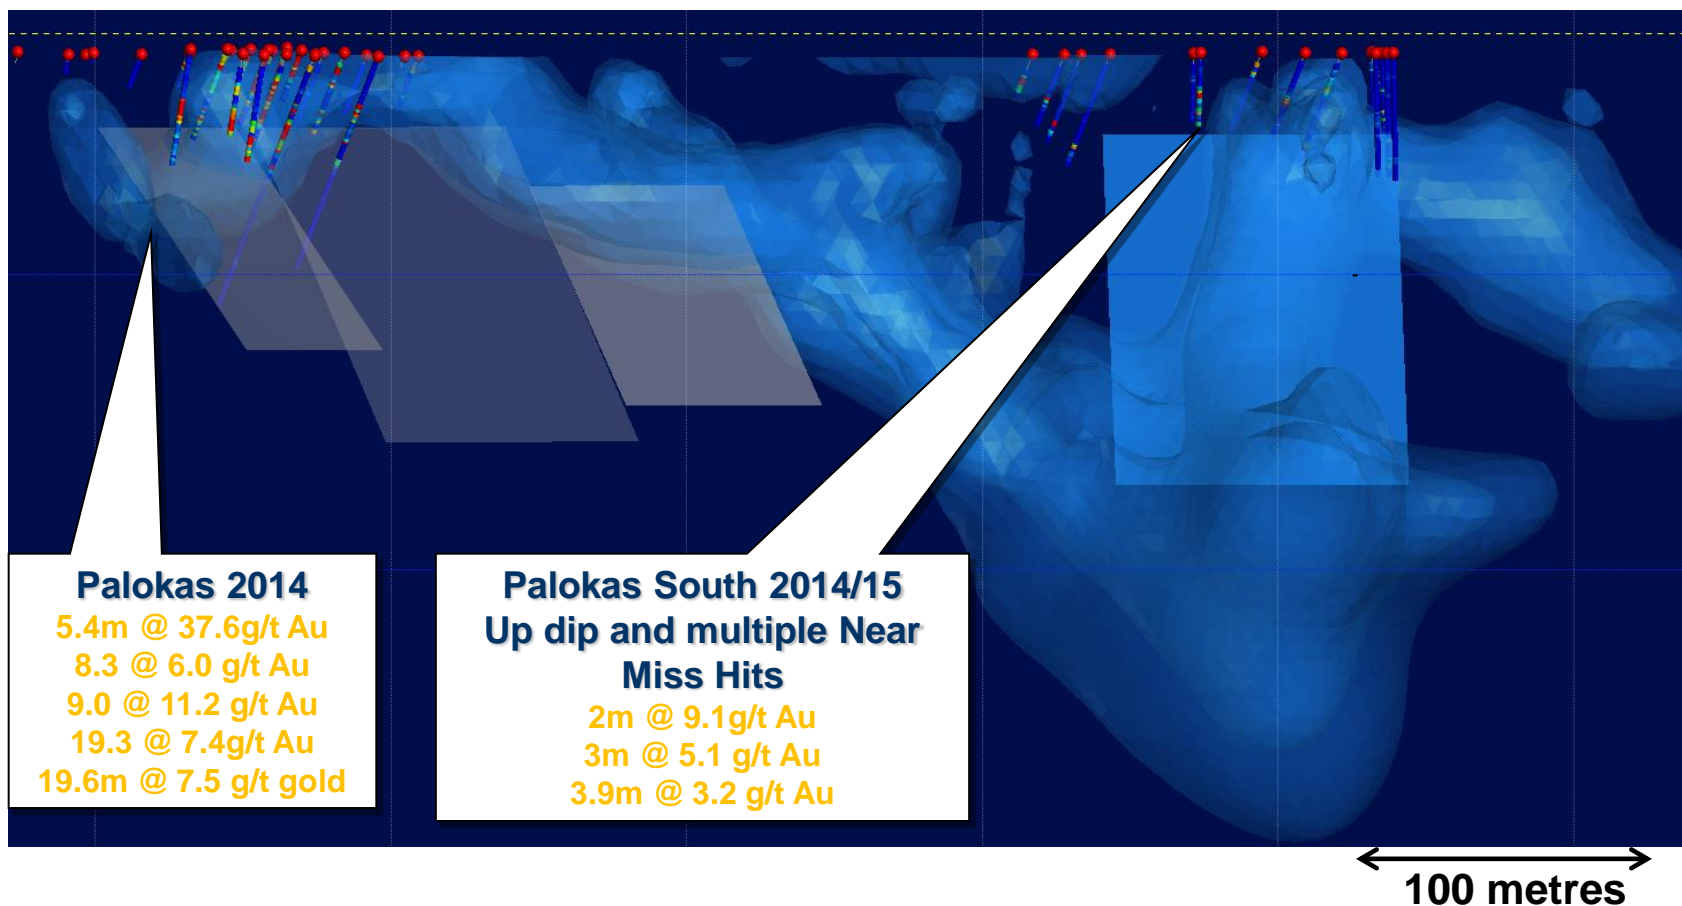 Palokas 2014
5.4m @ 37.6g/t Au
8.3 @ 6.0 g/t Au
9.0 @ 11.2 g/t Au
19.3 @ 7.4g/t Au
19.6m @ 7.5 g/t gold
Palokas South 2014/15
Up dip and multiple Near
Miss Hits
2m @ 9.1g/t Au
3m @ 5.1 g/t Au
3.9m @ 3.2 g/t Au
100 metres